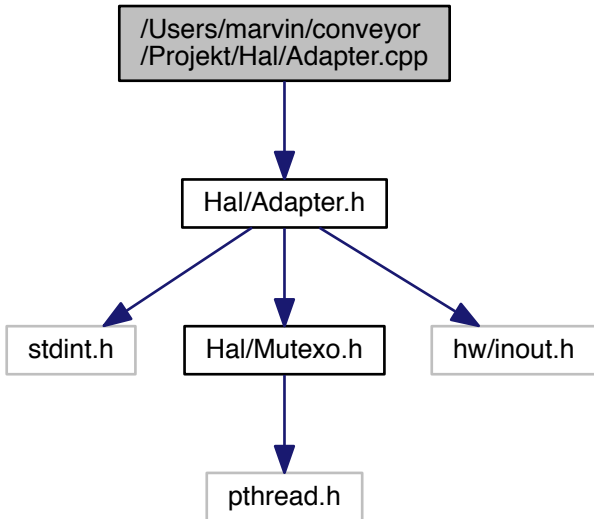 /Users/marvin/conveyor
/Projekt/Hal/Adapter.cpp
Hal/Adapter.h
stdint.h
Hal/Mutexo.h
hw/inout.h
pthread.h